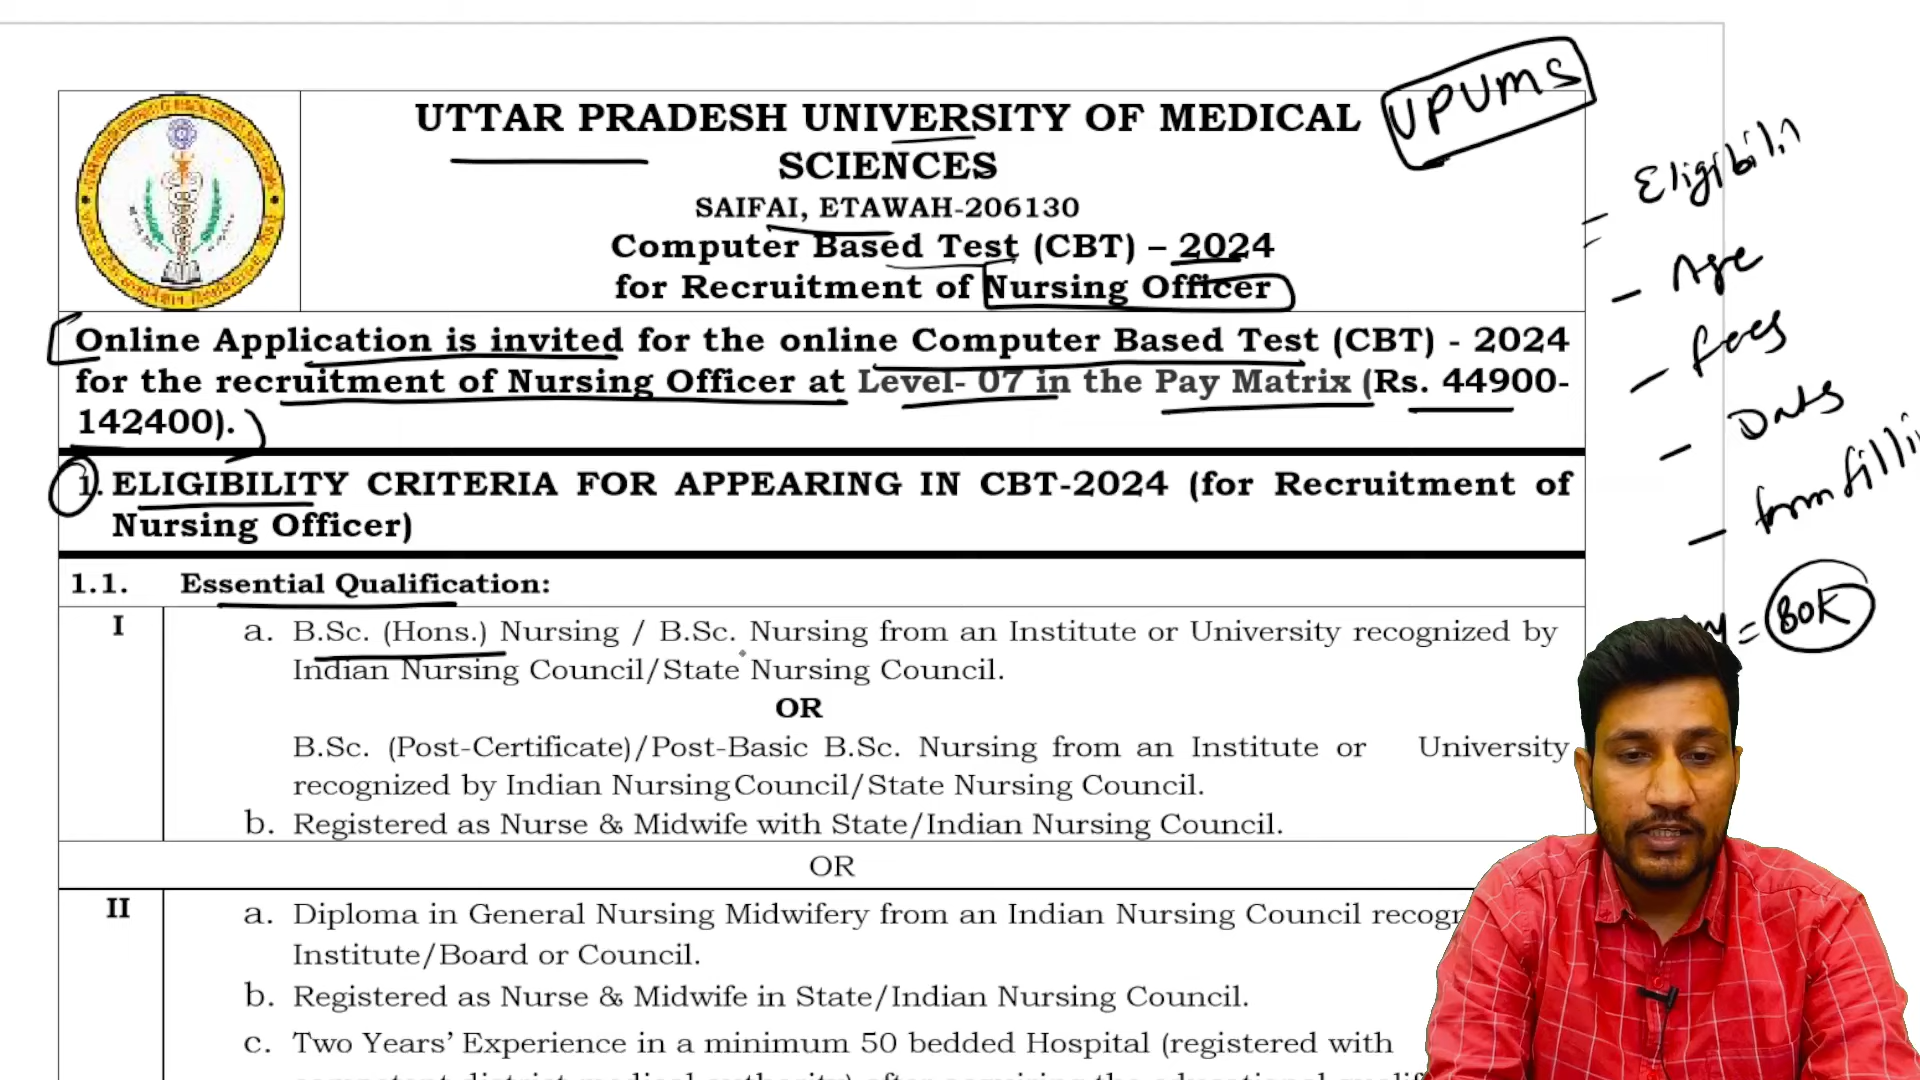 UTTAR PRADESH UNIVERSITY OF MEDICAL
SCIENCES
SAIFAI, ETAWAH-206130
Computer Based Test (CBT) – 2024
for Recruitment of Nursing Officer
UPUMS
Eligibili
= 
- Age
- fees
- Dats
- form filli
= 80K
Online Application is invited for the online Computer Based Test (CBT) - 2024
for the recruitment of Nursing Officer at Level- 07 in the Pay Matrix (Rs. 44900-
142400).
1. ELIGIBILITY CRITERIA FOR APPEARING IN CBT-2024 (for Recruitment of
Nursing Officer)
1.1. Essential Qualification:
I a. B.Sc. (Hons.) Nursing / B.Sc. Nursing from an Institute or University recognized by
Indian Nursing Council/State Nursing Council.
OR
B.Sc. (Post-Certificate)/Post-Basic B.Sc. Nursing from an Institute or University
recognized by Indian Nursing Council/State Nursing Council.
b. Registered as Nurse & Midwife with State/Indian Nursing Council.
OR
II a. Diploma in General Nursing Midwifery from an Indian Nursing Council recog
Institute/Board or Council.
b. Registered as Nurse & Midwife in State/Indian Nursing Council.
c. Two Years' Experience in a minimum 50 bedded Hospital (registered with